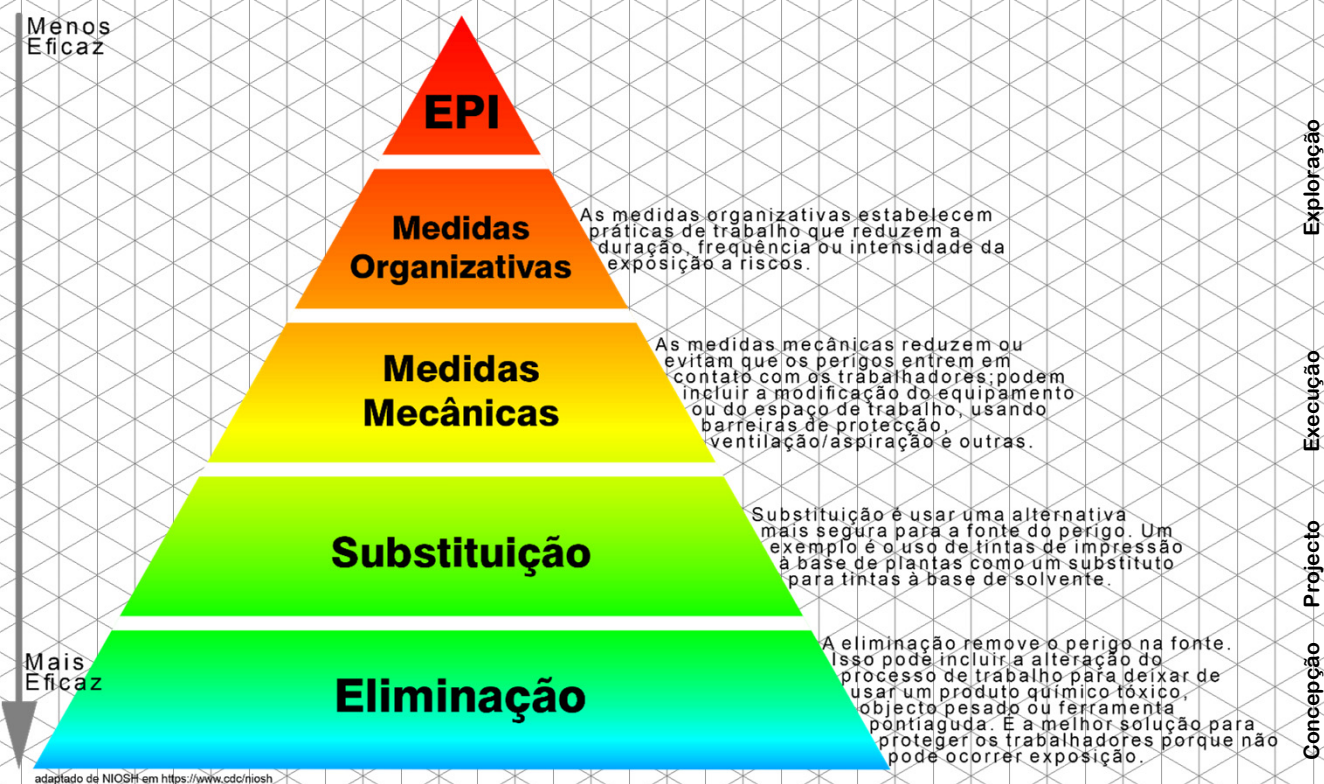 Menos
Eficaz
EPI
Medidas
Organizativas
As medidas organizativas estabelecem
práticas de trabalho que reduzem a
duração, frequência ou intensidade da
exposição a riscos.
Medidas
Mecânicas
As medidas mecânicas reduzem ou
evitam que os perigos entrem em
contato com os trabalhadores;podem
incluir a modificação do equipamento
ou do espaço de trabalho, usando
barreiras de protecção,
ventilação/aspiração e outras.
Substituição
Substituição é usar uma alternativa
mais segura para a fonte do perigo. Um
exemplo é o uso de tintas de impressão
à base de plantas como um substituto
para tintas à base de solvente.
Mais
Eficaz
Eliminação
A eliminação remove o perigo na fonte.
Isso pode incluir a alteração do
processo de trabalho para deixar de
usar um produto químico tóxico,
objecto pesado ou ferramenta
pontiaguda. É a melhor solução para
proteger os trabalhadores porque não
pode ocorrer exposição.
Exploração
Execução
Projecto
Concepção
adaptado de NIOSH em https://www.cdc/niosh